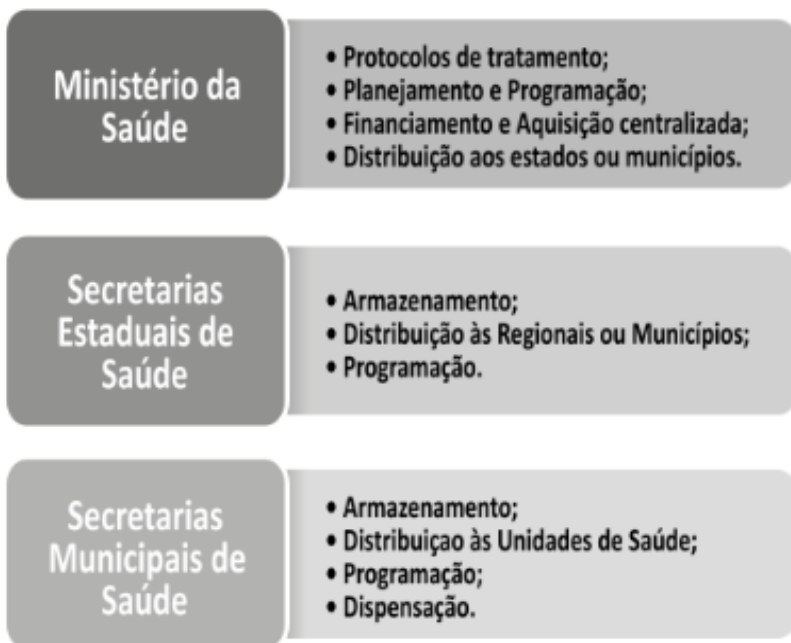 Ministério da
Saúde
• Protocolos de tratamento;
• Planejamento e Programação;
• Financiamento e Aquisição centralizada;
• Distribuição aos estados ou municípios.
Secretarias
Estaduais de
Saúde
• Armazenamento;
• Distribuição às Regionais ou Municípios;
• Programação.
Secretarias
Municipais de
Saúde
• Armazenamento;
• Distribuiçao às Unidades de Saúde;
• Programação;
• Dispensação.